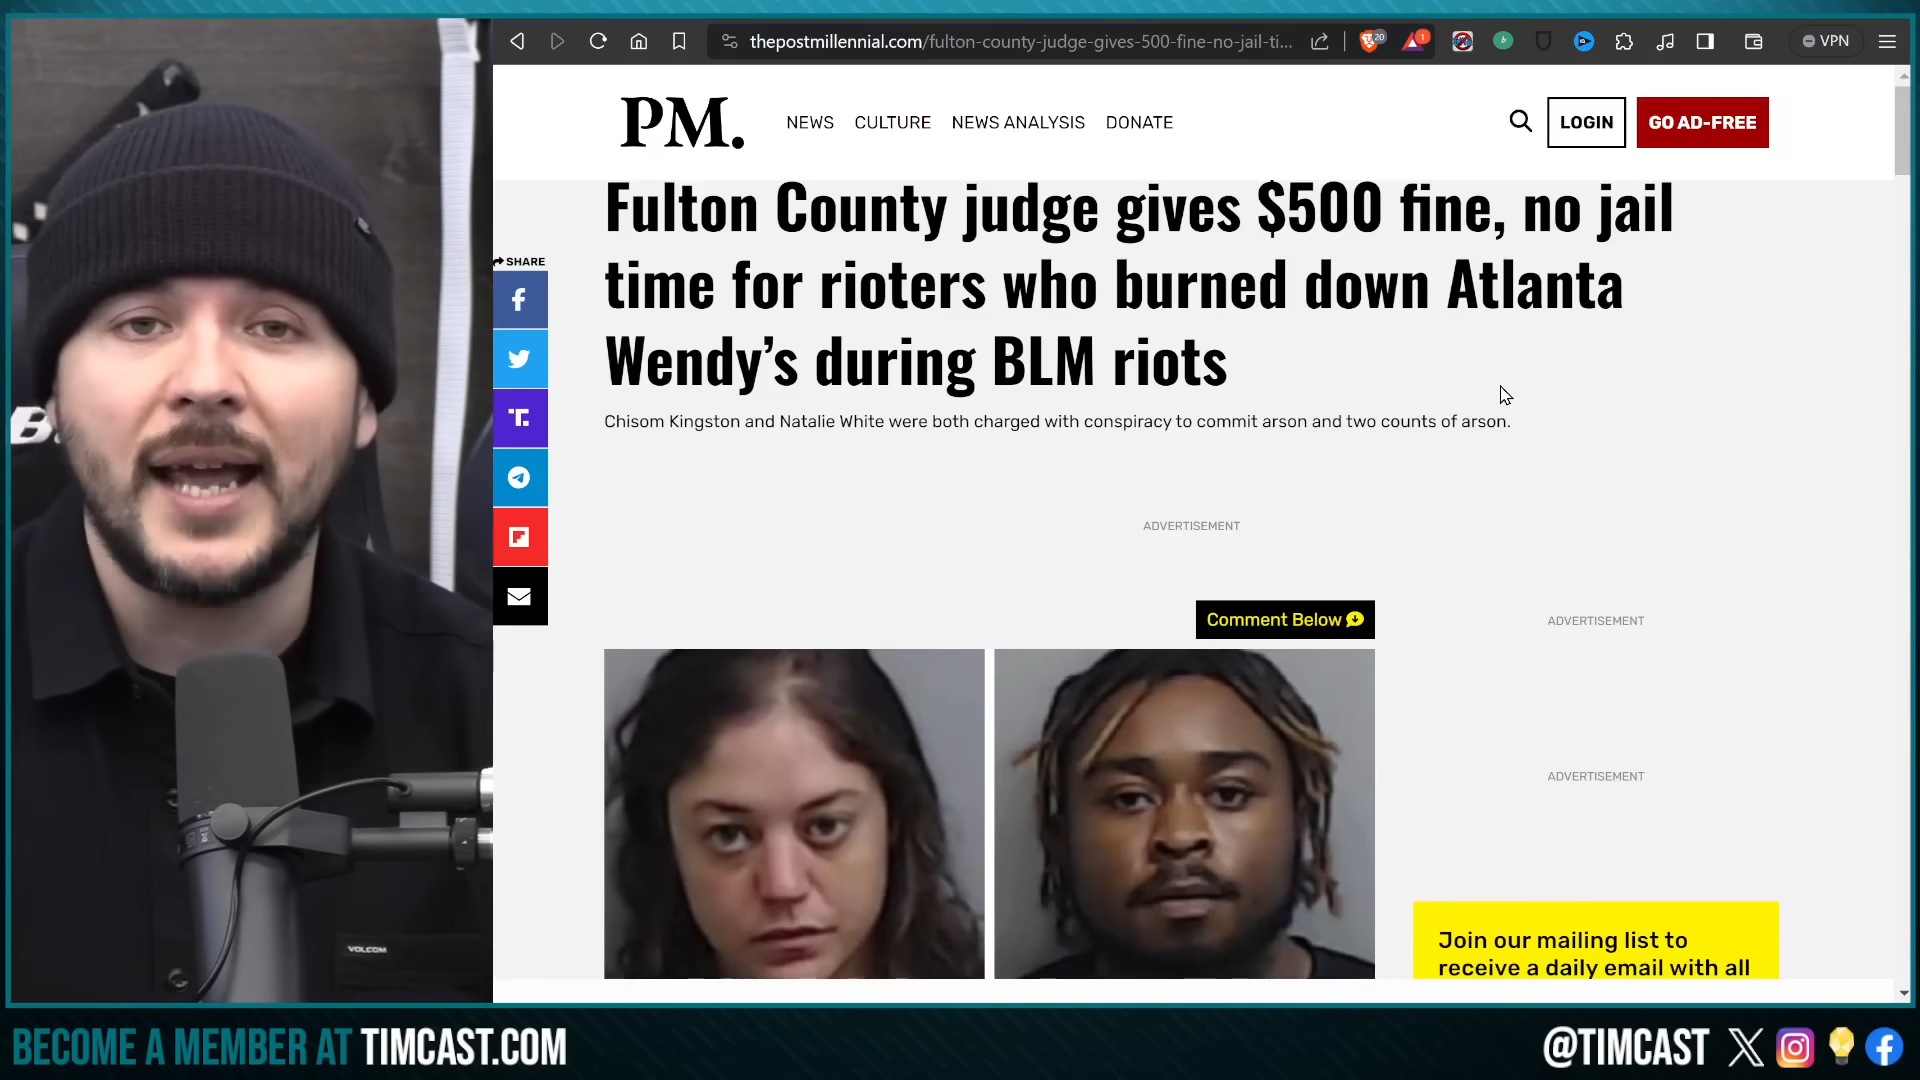 thepostmillennial.com/fulton-county-judge-gives-500-fine-no-jail-ti...
20
1
VPN
PM.
NEWS CULTURE NEWS ANALYSIS DONATE
LOGIN
GO AD-FREE
Fulton County judge gives $500 fine, no jail
time for rioters who burned down Atlanta
Wendy's during BLM riots
Chisom Kingston and Natalie White were both charged with conspiracy to commit arson and two counts of arson.
SHARE
ADVERTISEMENT
Comment Below
ADVERTISEMENT
ADVERTISEMENT
Join our mailing list to
receive a daily email with all
VOLCOM
BECOME A MEMBER AT TIMCAST.COM
@TIMCAST